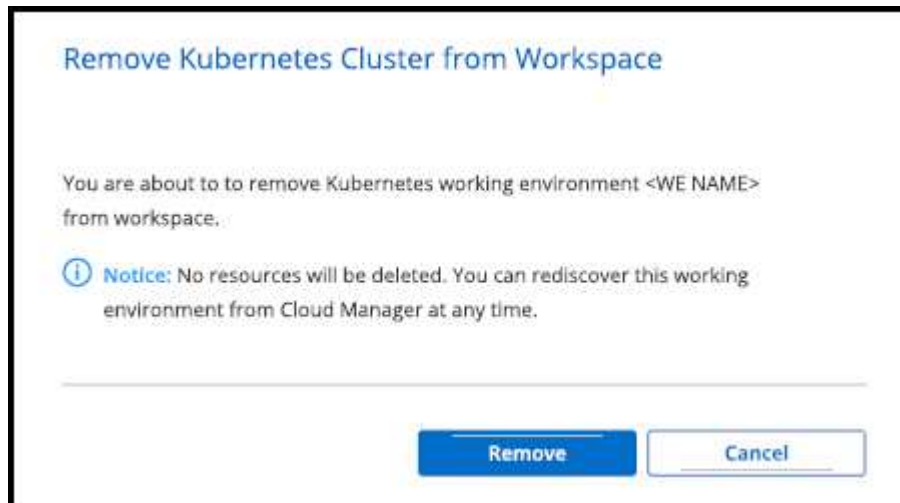 Remove Kubernetes Cluster from Workspace
You are about to to remove Kubernetes working environment <WE NAME>
from workspace.
Notice: No resources will be deleted. You can rediscover this working
environment from Cloud Manager at any time.
Remove
Cancel